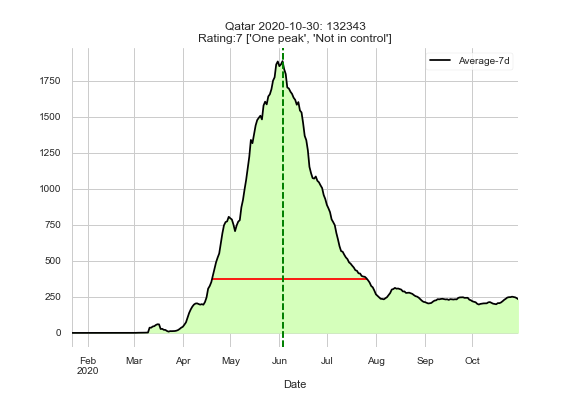 Qatar 2020-10-30: 132343
Rating:7 ['One peak', 'Not in control']
Average-7d
1750
1500
1250
1000
750
500
250
0
Feb Mar Apr May Jun Jul Aug Sep Oct
2020
Date